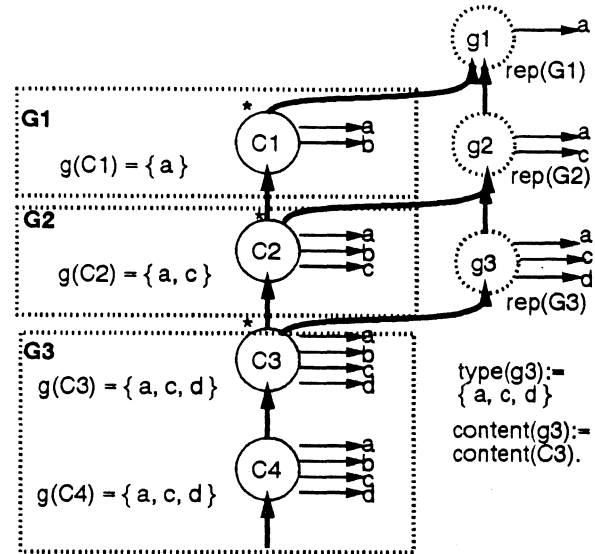 g1
a
rep(G1)
G1
*
C1
a
b
g(C1) = { a }
g2
a
c
rep(G2)
G2
*
C2
a
b
c
g(C2) = { a, c }
g3
a
c
d
rep(G3)
G3
*
C3
a
b
c
d
g(C3) = { a, c, d }
type(g3):=
{ a, c, d }
content(g3):=
content(C3).
C4
a
b
c
d
g(C4) = { a, c, d }